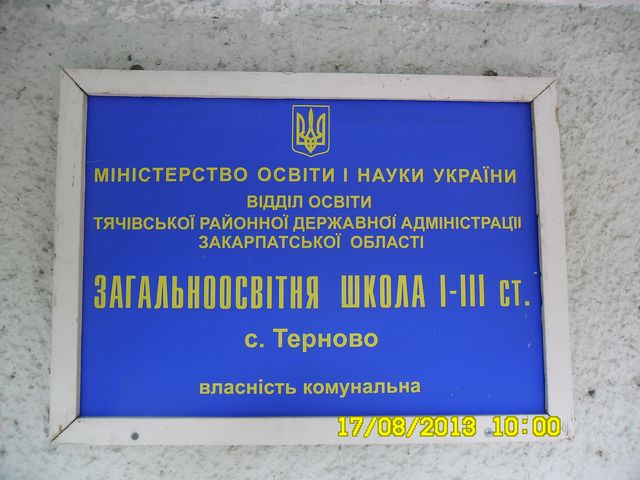 МІНІСТЕРСТВО ОСВІТИ І НАУКИ УКРАЇНИ
ВІДДІЛ ОСВІТИ
ТЯЧІВСЬКОЇ РАЙОННОЇ ДЕРЖАВНОЇ АДМІНІСТРАЦІЇ
ЗАКАРПАТСЬКОЇ ОБЛАСТІ
ЗАГАЛЬНООСВІТНЯ ШКОЛА І-ІІІ ст.
с. Терново
власність комунальна
17/08/2013 10:00